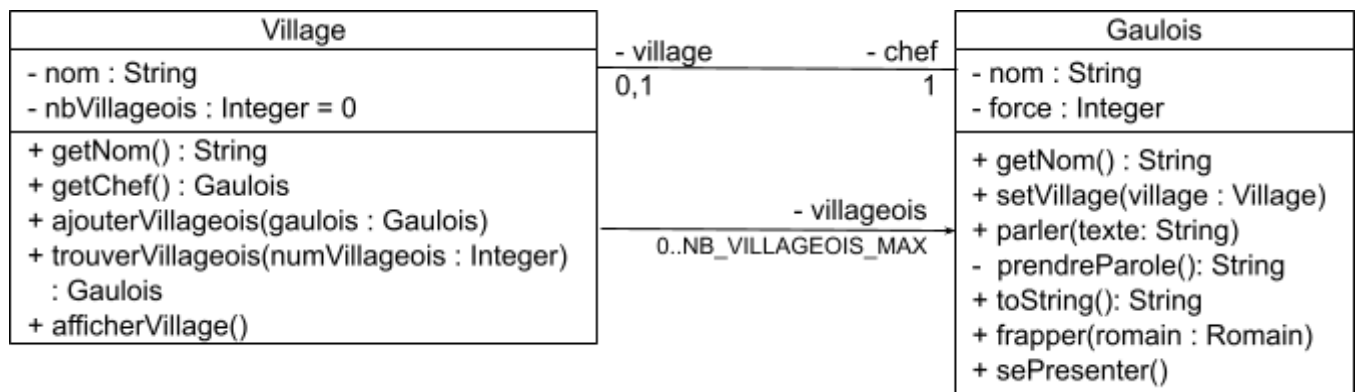 Village
- nom : String
- nbVillageois : Integer = 0
+ getNom() : String
+ getChef() : Gaulois
+ ajouterVillageois(gaulois : Gaulois)
+ trouverVillageois(numVillageois : Integer)
: Gaulois
+ afficherVillage()
- village
- chef
0,1
1
- villageois
0..NB_VILLAGEOIS_MAX
Gaulois
- nom : String
- force : Integer
+ getNom() : String
+ setVillage(village : Village)
+ parler(texte: String)
- prendreParole(): String
+ toString(): String
+ frapper(romain : Romain)
+ sePresenter()